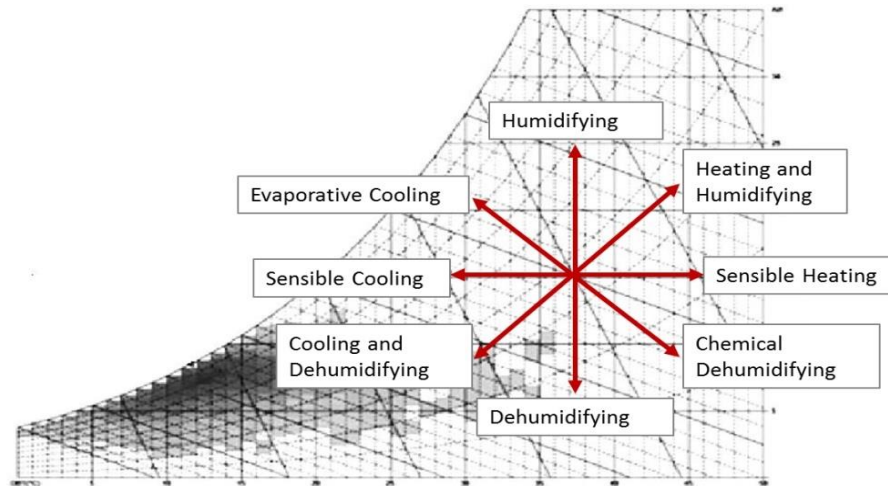 Humidifying
Evaporative Cooling
Heating and
Humidifying
Sensible Cooling
Sensible Heating
Cooling and
Dehumidifying
Chemical
Dehumidifying
Dehumidifying